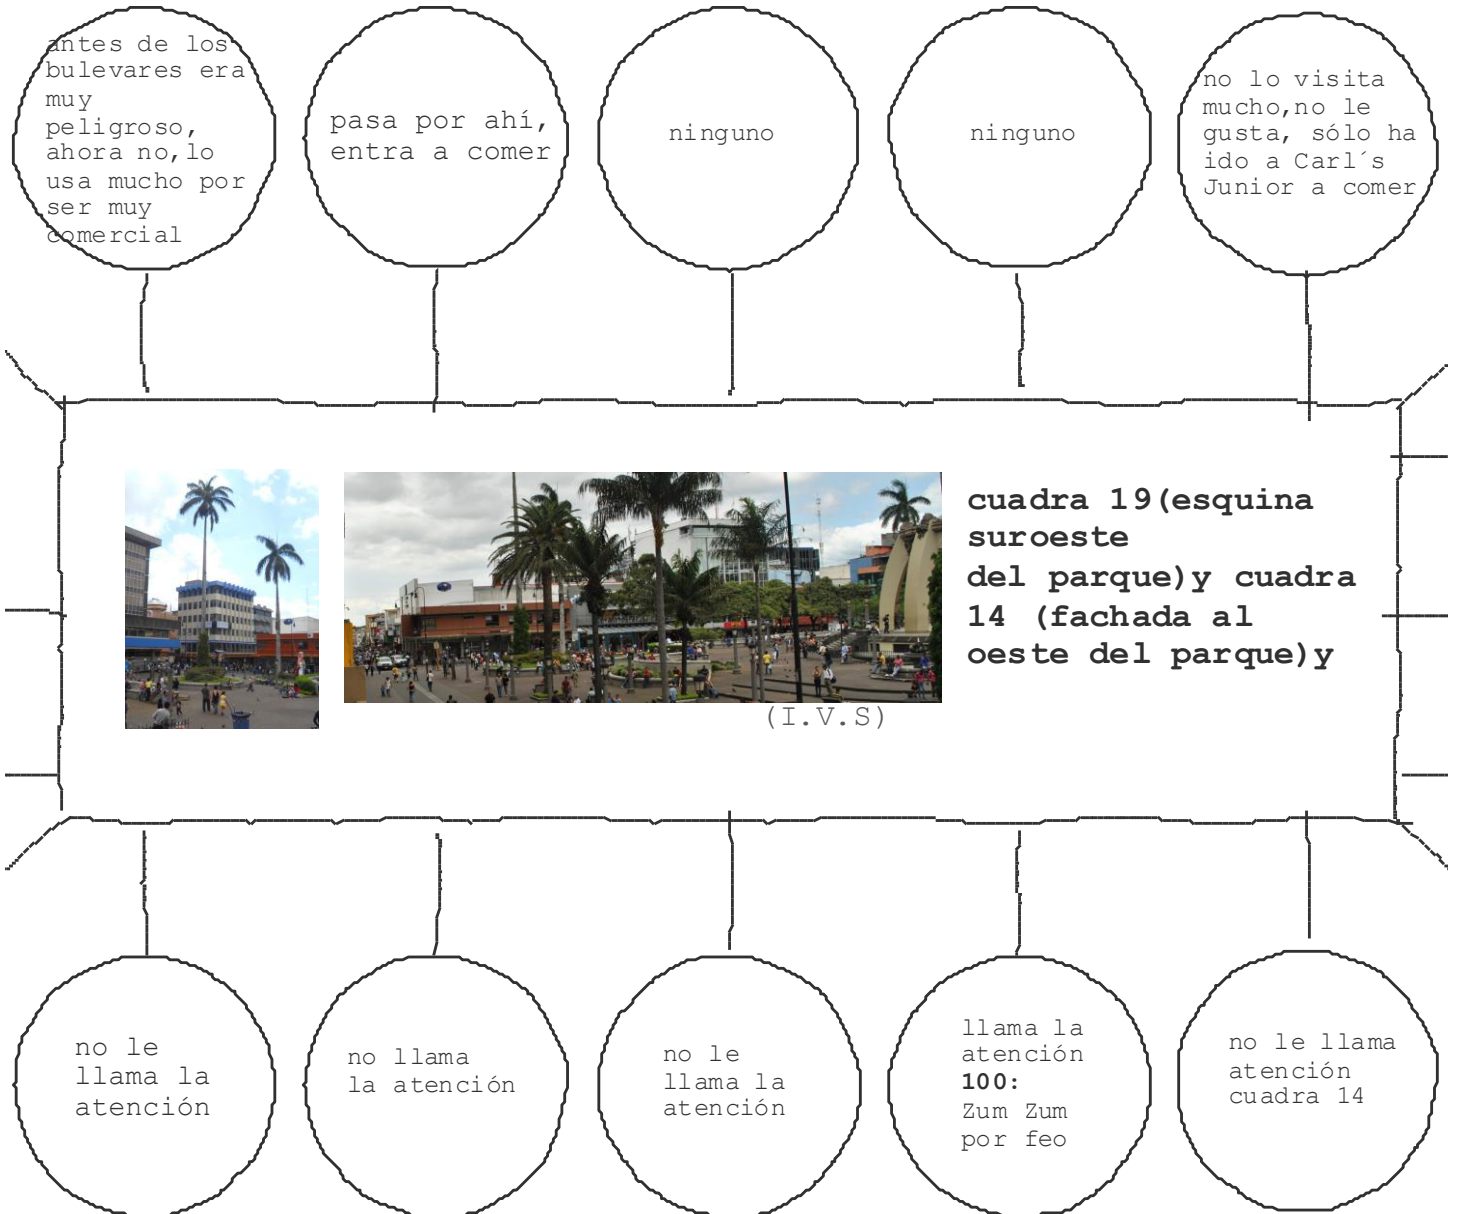 antes de los
bulevares era
muy
peligroso,
ahora no,lo
usa mucho por
ser muy
comercial
pasa por ahí,
entra a comer
ninguno
ninguno
no lo visita
mucho,no le
gusta, sólo ha
ido a Carl´s
Junior a comer
cuadra 19(esquina
suroeste
del parque)y cuadra
14 (fachada al
oeste del parque)y
(I.V.S)
no le
llama la
atención
no llama
la atención
no le
llama la
atención
llama la
atención
100:
Zum Zum
por feo
no le llama
atención
cuadra 14